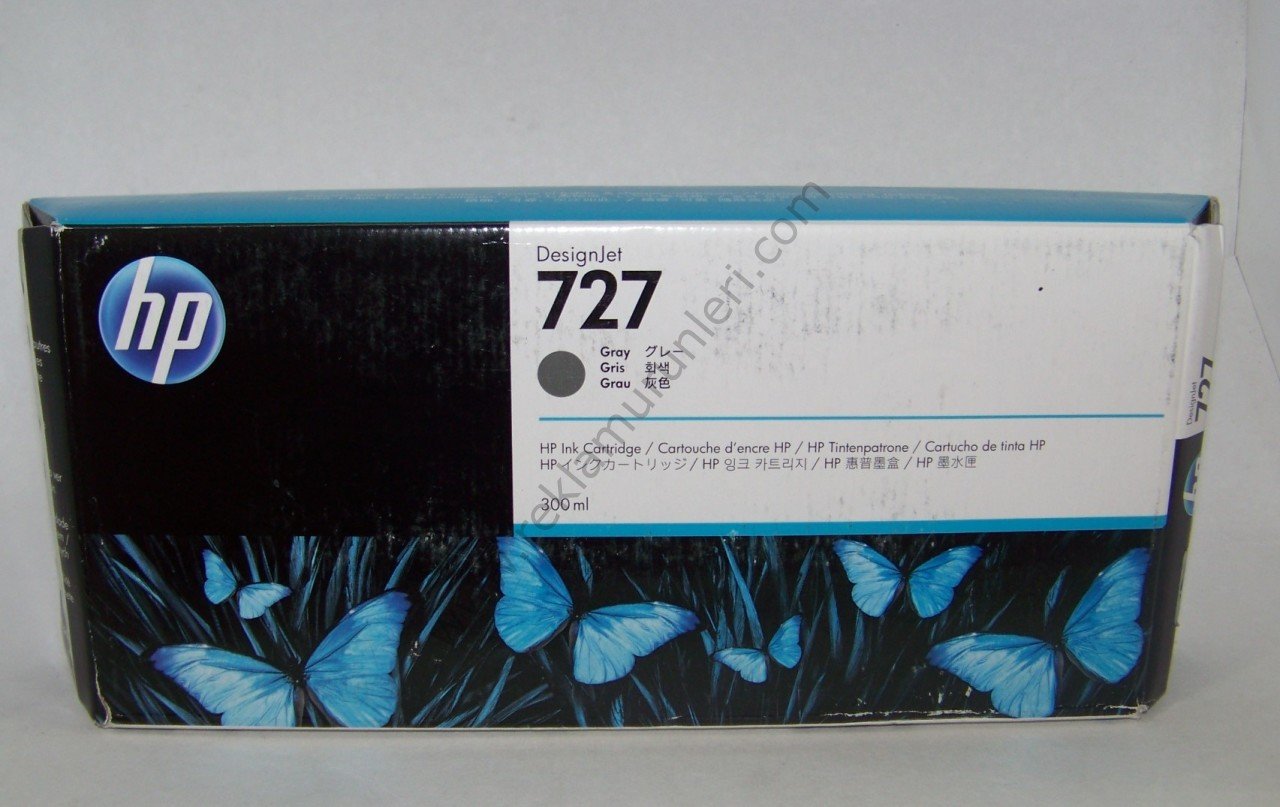 hp
DesignJet
727
Gray グレー
Gris 회색
Grau 灰色
HP Ink Cartridge / Cartouche d'encre HP / HP Tintenpatrone / Cartucho de tinta HP
HP インクカートリッジ / HP 잉크 카트리지 / HP 惠普墨盒 / HP 墨水匣
300 ml
DesignJet
727
reklamurunleri.com